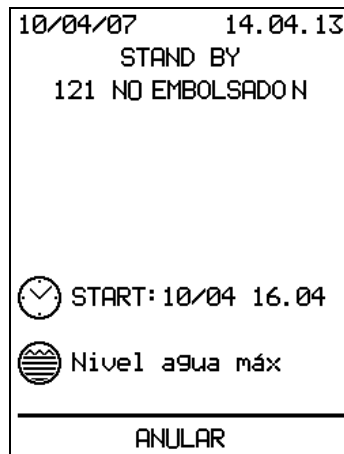 10/04/07 14.04.13
STAND BY
121 NO EMBOLSADO N
START: 10/04 16.04
Nivel agua máx
ANULAR